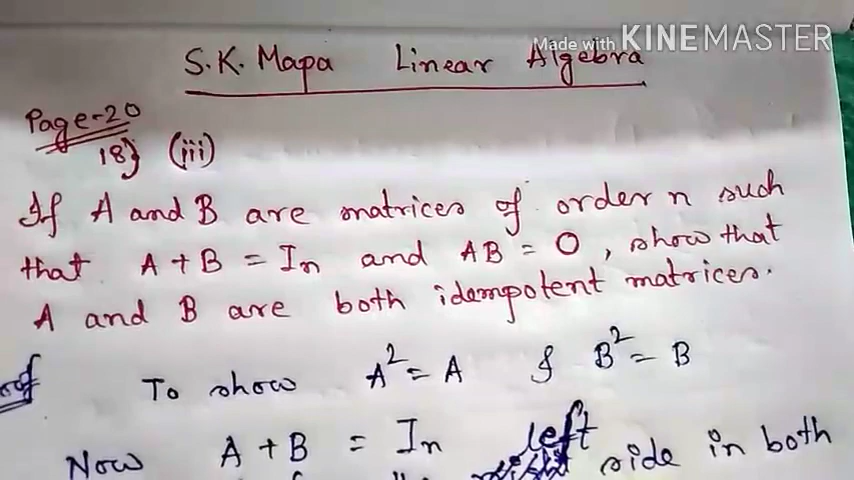 Made with KINEMASTER
S.K. Mapa Linear Algebra
Page-20
18) (iii)
If A and B are matrices of order n such
that A + B = In and AB = O, show that
A and B are both idempotent matrices.
To show A² = A & B² = B
Now A + B = In left
side in both